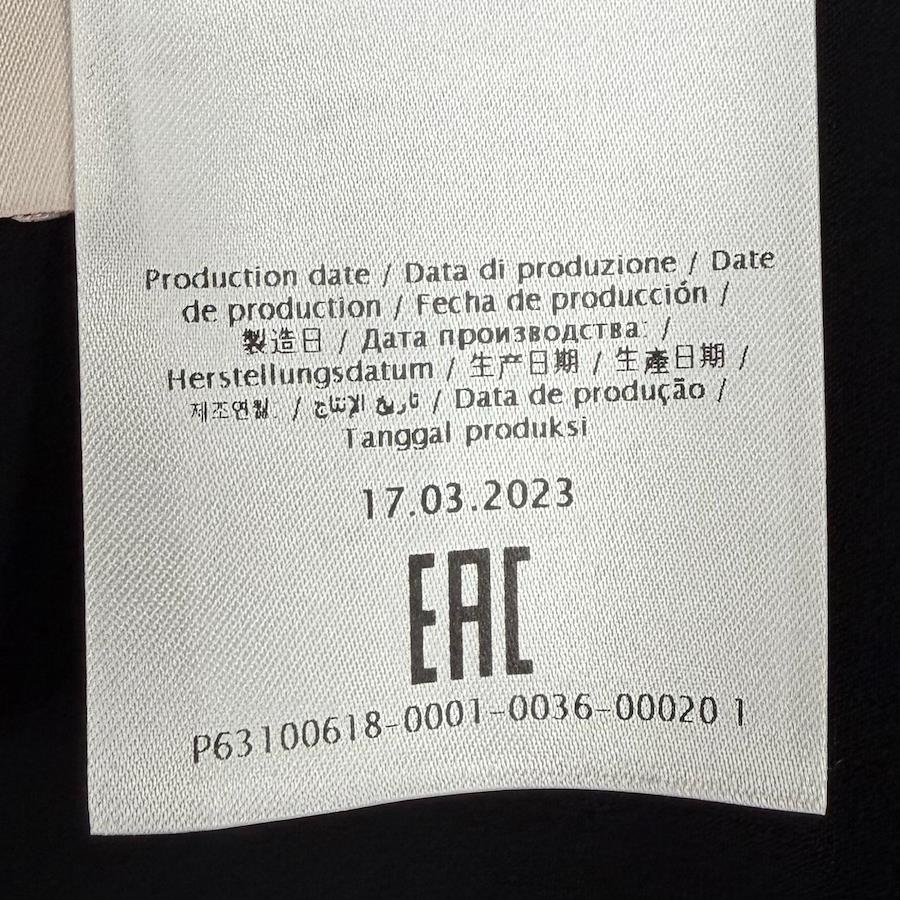 Production date / Data di produzione / Date
de production / Fecha de producción /
製造日 / Дата производства: /
Herstellungsdatum / 生产日期 / 生產日期 /
제조연월: / تاريخ الإنتاج / Data de produção /
Tanggal produksi
17.03.2023
EAC
P63100618-0001-0036-00020 1